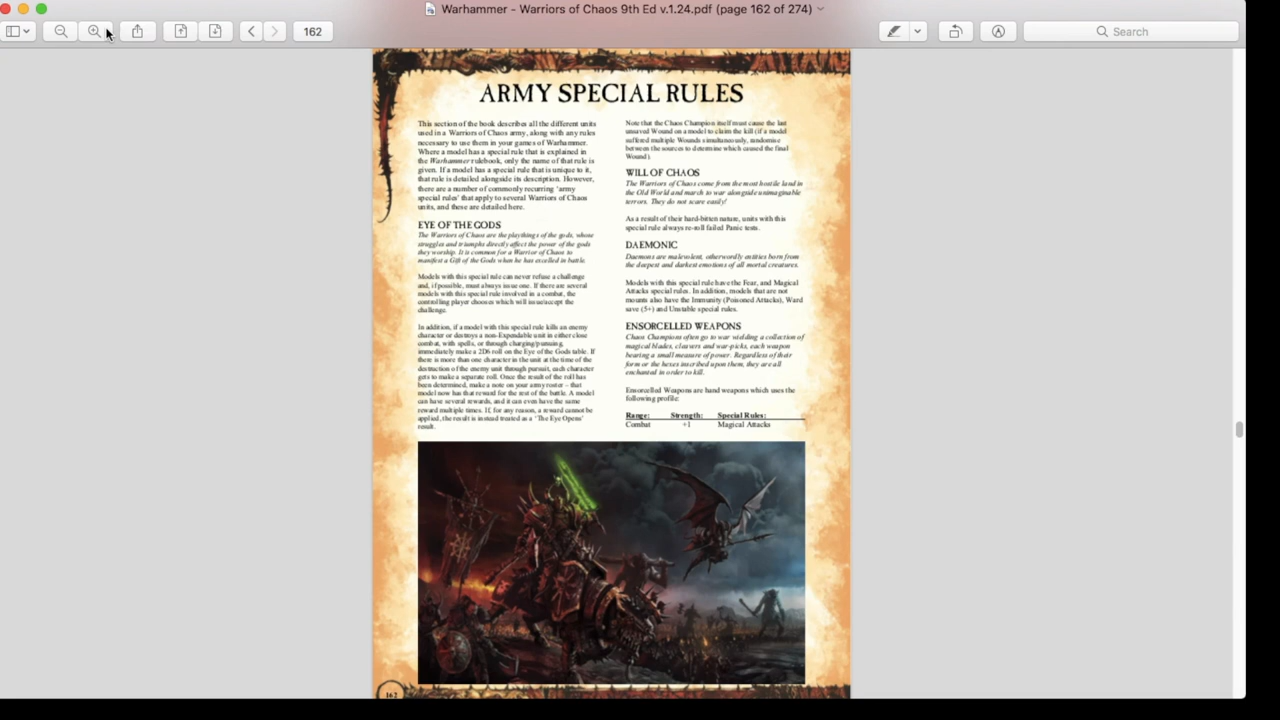 Warhammer - Warriors of Chaos 9th Ed v.1.24.pdf (page 162 of 274)
162
Search
ARMY SPECIAL RULES
This section of the book describes all the different units
used in a Warriors of Chaos army, along with any rules
necessary to use them in your games of Warhammer.
Where a model has a special rule that is explained in
the Warhammer rulebook, only the name of that rule is
given. If a model has a special rule that is unique to it,
that rule is detailed alongside its description. However,
there are a number of commonly recurring 'army
special rules' that apply to several Warriors of Chaos
units, and these are detailed here.
EYE OF THE GODS
The Warriors of Chaos are the playthings of the gods, whose
struggles and triumphs directly affect the power of the gods
they worship. It is common for a Warrior of Chaos to
manifest a Gift of the Gods when he has excelled in battle.
Models with this special rule can never refuse a challenge
and, if possible, must always issue one. If there are several
models with this special rule involved in a combat, the
controlling player chooses which will issue/accept the
challenge.
In addition, if a model with this special rule kills an enemy
character or destroys a non-Expendable unit in either close
combat, with spells, or through charging/pursuing,
immediately make a 2D6 roll on the Eye of the Gods table. If
there is more than one character in the unit at the time of the
destruction of the enemy unit through pursuit, each character
gets to make a separate roll. Once the result of the roll has
been determined, make a note on your army roster – that
model now has that reward for the rest of the battle. A model
can have several rewards, and it can even have the same
reward multiple times. If, for any reason, a reward cannot be
applied, the result is instead treated as a 'The Eye Opens'
result.
Note that the Chaos Champion itself must cause the last
unsaved Wound on a model to claim the kill (if a model
suffered multiple Wounds simultaneously, randomise
between the sources to determine which caused the final
Wound).
WILL OF CHAOS
The Warriors of Chaos come from the most hostile land in
the Old World and march to war alongside unimaginable
terrors. They do not scare easily!
As a result of their hard-bitten nature, units with this
special rule always re-roll failed Panic tests.
DAEMONIC
Daemons are malevolent, otherwordly entities born from
the deepest and darkest emotions of all mortal creatures.
Models with this special rule have the Fear, and Magical
Attacks special rules. In addition, models that are not
mounts also have the Immunity (Poisoned Attacks), Ward
save (5+) and Unstable special rules.
ENSORCELLED WEAPONS
Chaos Champions often go to war wielding a collection of
magical blades, cleavers and war-picks, each weapon
bearing a small measure of power. Regardless of their
form or the hexes inscribed upon them, they are all
enchanted in order to kill.
Ensorcelled Weapons are hand weapons which uses the
following profile:
Range: Strength: Special Rules:
Combat +1 Magical Attacks
162